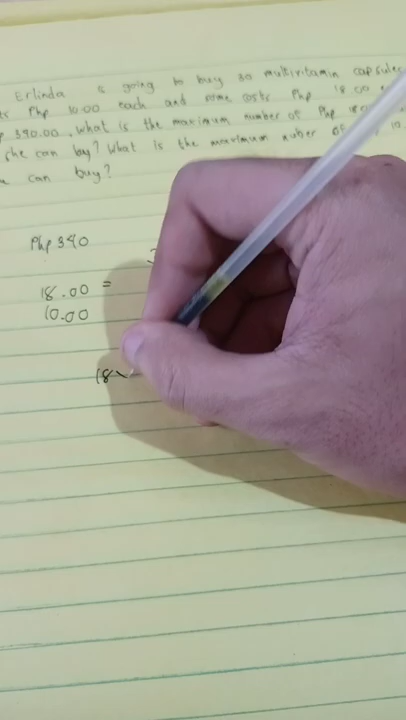 Erlinda is going to buy 30 multivitamin capsules
Php 10.00 each and some costs Php 18.00
390.00, What is the maximum number of Php
she can buy? What is the maximum of 10.
can buy?
Php 390
18.00 =
10.00
18